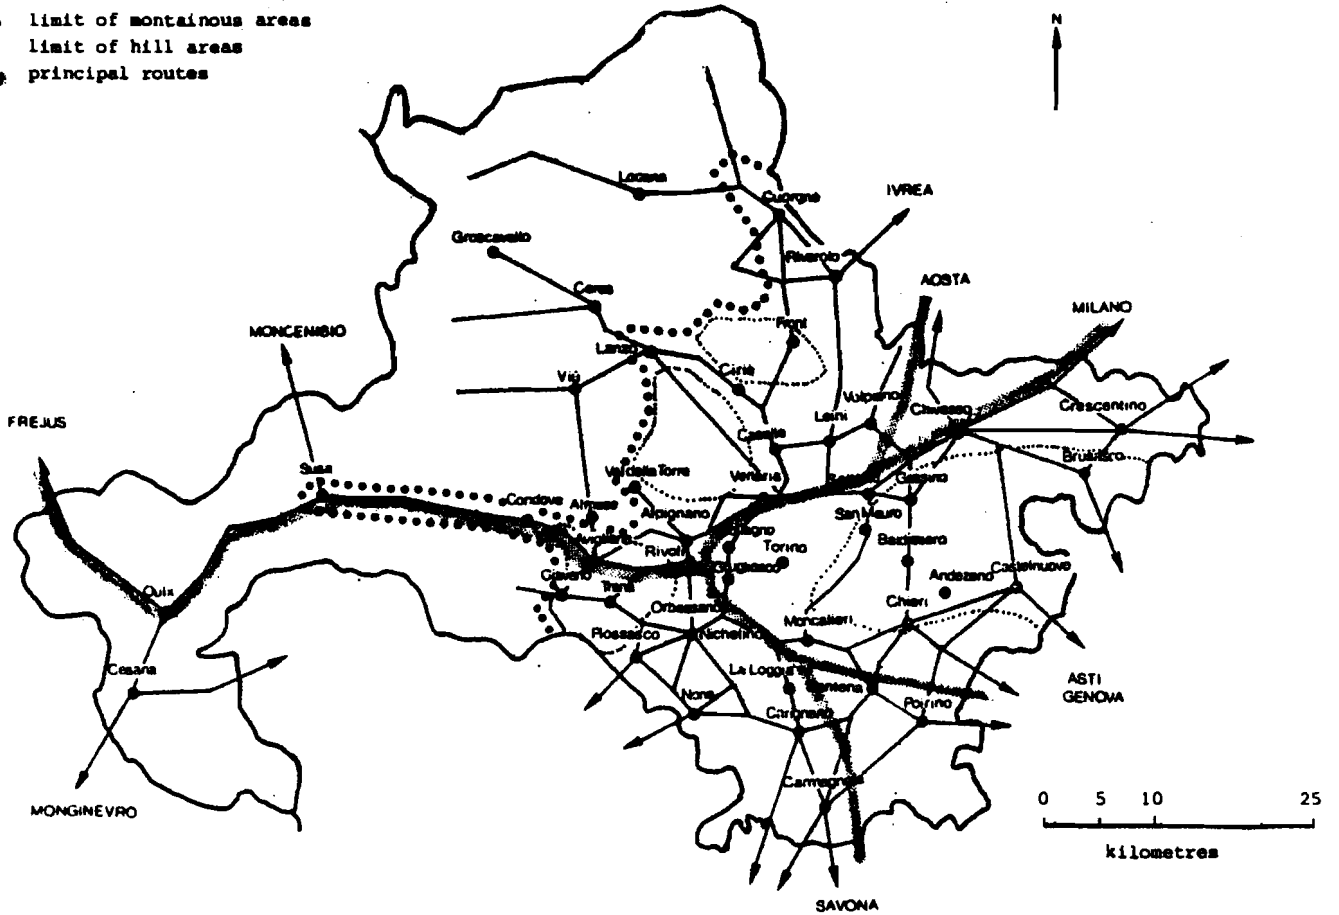 limit of montainous areas
limit of hill areas
principal routes
N
Locana
Cuorgnè
IVREA
Groscavallo
Rivarolo
AOSTA
Ceres
MILANO
MONCENISIO
Front
Lanzo
Ciriè
Viù
Volpiano
Chivasso
Crescentino
Leini
FREJUS
Caselle
Brusasco
Susa
Val della Torre
Venaria
Gassino
Condove
Almese
Alpignano
San Mauro
Avigliana
Rivoli
Torino
Baldissero
Grugliasco
Giaveno
Andezeno
Castelnuovo
Oulx
Trana
Chieri
Orbassano
Moncalieri
Piossasco
Nichelino
Cesana
La Loggia
ASTI
GENOVA
None
Santena
Poirino
Carignano
MONGINEVRO
Carmagnola
0 5 10 25
kilometres
SAVONA